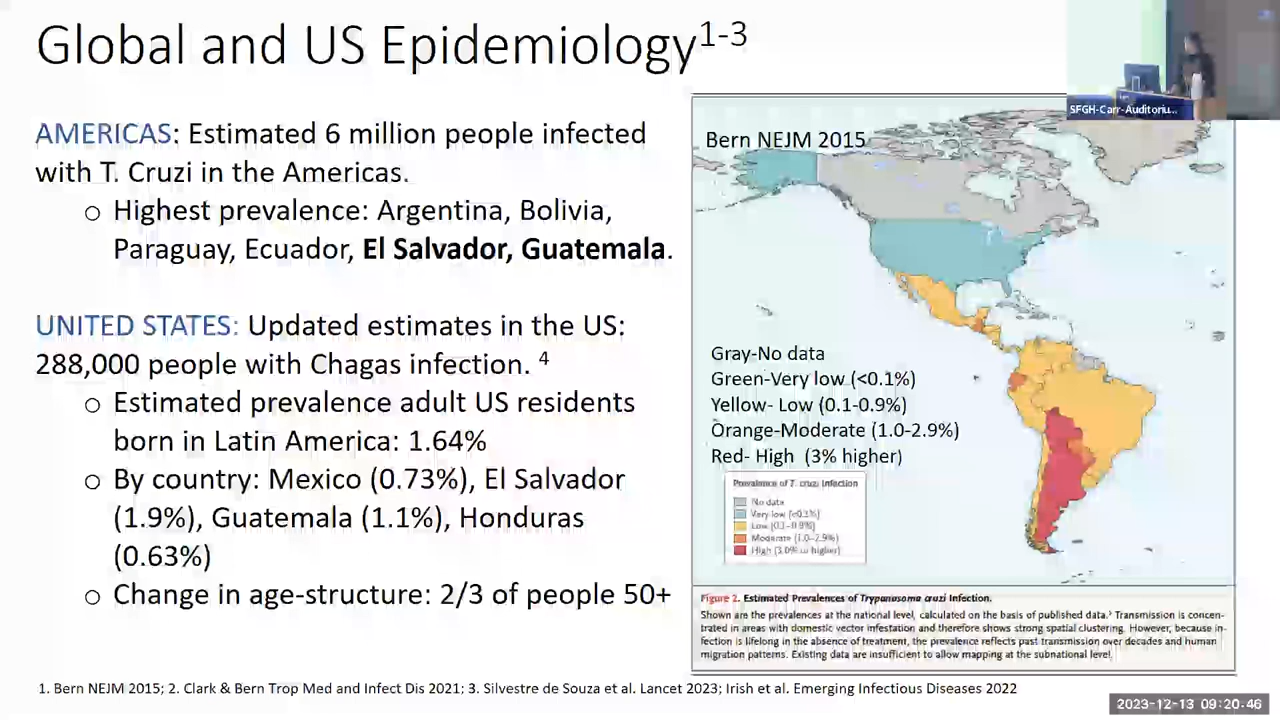 Global and US Epidemiology1-3
SFGH-Carr-Auditoriu...
AMERICAS: Estimated 6 million people infected
with T. Cruzi in the Americas.
o Highest prevalence: Argentina, Bolivia,
Paraguay, Ecuador, El Salvador, Guatemala.
UNITED STATES: Updated estimates in the US:
288,000 people with Chagas infection. 4
o Estimated prevalence adult US residents
born in Latin America: 1.64%
o By country: Mexico (0.73%), El Salvador
(1.9%), Guatemala (1.1%), Honduras
(0.63%)
o Change in age-structure: 2/3 of people 50+
Bern NEJM 2015
Gray-No data
Green-Very low (<0.1%)
Yellow- Low (0.1-0.9%)
Orange-Moderate (1.0-2.9%)
Red- High (3% higher)
Prevalence of T. cruzi Infection
No data
Very low (<0.1%)
Low (0.1–0.9%)
Moderate (1.0–2.9%)
High (3.0% or higher)
Figure 2. Estimated Prevalences of Trypanosoma cruzi Infection.
Shown are the prevalences at the national level, calculated on the basis of published data.5 Transmission is concen-
trated in areas with domestic vector infestation and therefore shows strong spatial clustering. However, because in-
fection is lifelong in the absence of treatment, the prevalence reflects past transmission over decades and human
migration patterns. Existing data are insufficient to allow mapping at the subnational level.
1. Bern NEJM 2015; 2. Clark & Bern Trop Med and Infect Dis 2021; 3. Silvestre de Souza et al. Lancet 2023; Irish et al. Emerging Infectious Diseases 2022
2023-12-13 09:20:46